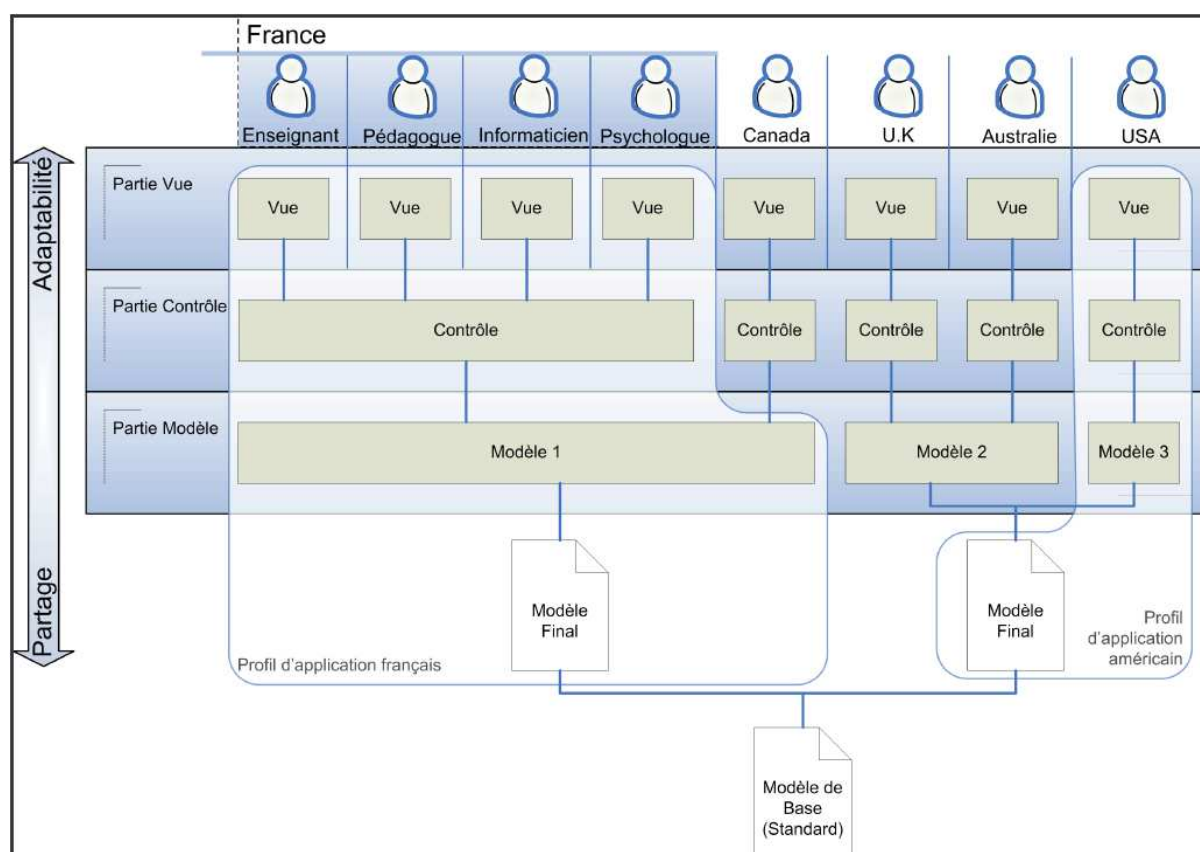 France
Enseignant Pédagogue Informaticien Psychologue Canada U.K Australie USA
Adaptabilité
Partage
Partie Vue
Vue Vue Vue Vue Vue Vue Vue Vue
Partie Contrôle
Contrôle Contrôle Contrôle Contrôle Contrôle
Partie Modèle
Modèle 1 Modèle 2 Modèle 3
Modèle
Final
Profil d'application français
Modèle
Final
Profil
d'application
américain
Modèle de
Base
(Standard)